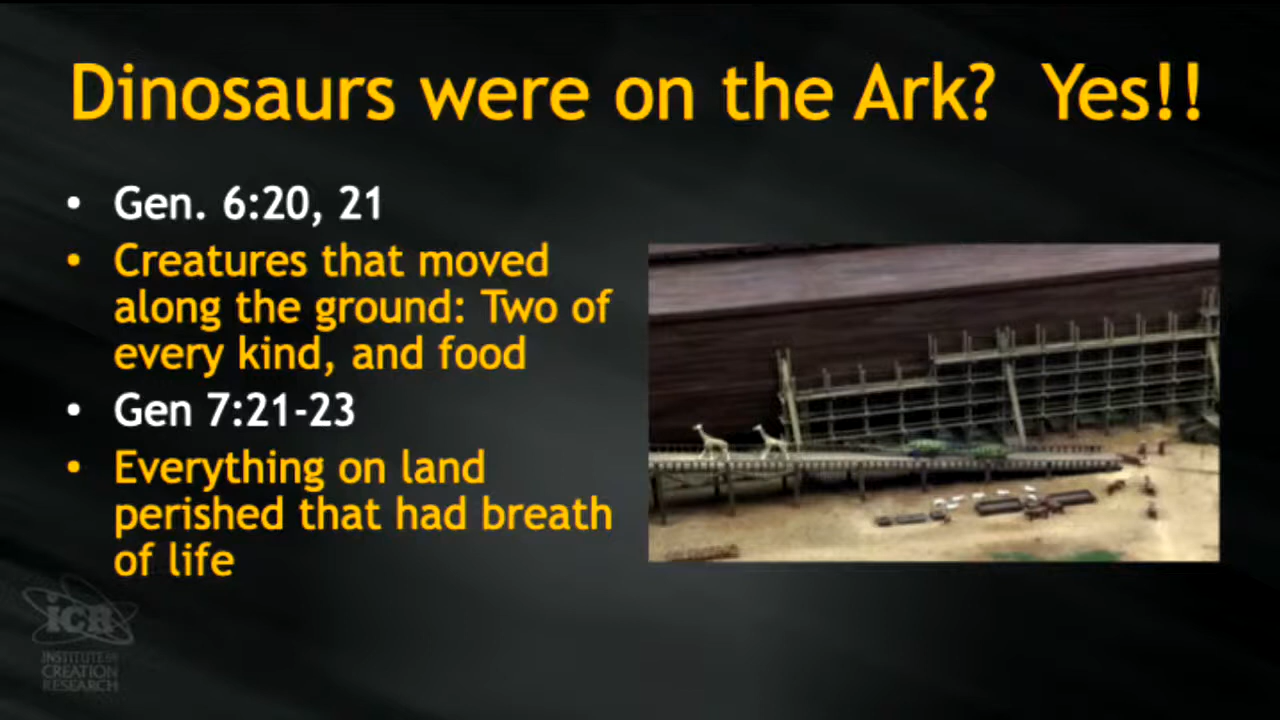 Dinosaurs were on the Ark?  Yes!!
• Gen. 6:20, 21
• Creatures that moved
along the ground: Two of
every kind, and food
• Gen 7:21-23
• Everything on land
perished that had breath
of life
iCR
INSTITUTE for
CREATION
RESEARCH